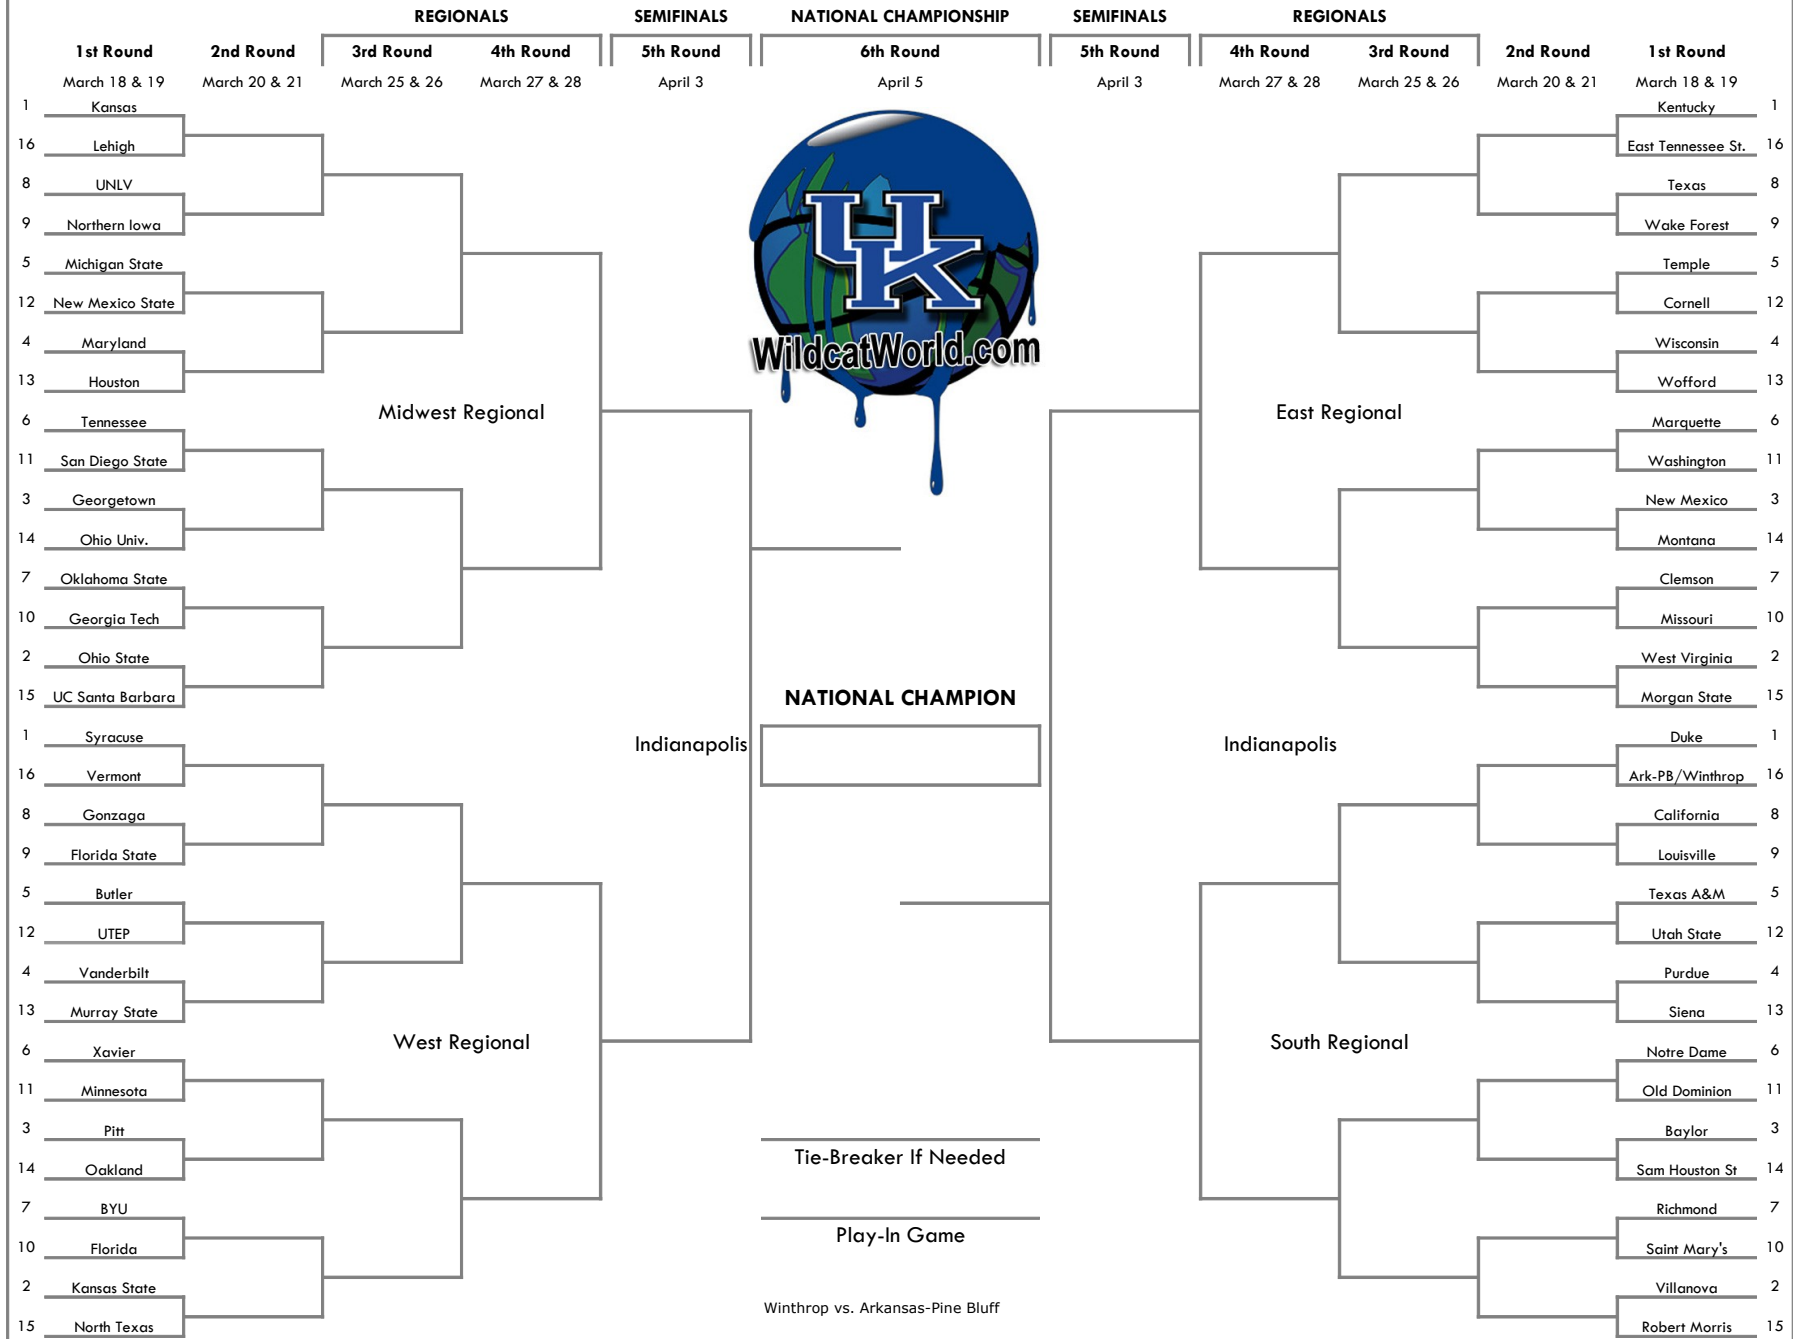 REGIONALS SEMIFINALS NATIONAL CHAMPIONSHIP SEMIFINALS REGIONALS
1st Round 2nd Round 3rd Round 4th Round 5th Round 6th Round 5th Round 4th Round 3rd Round 2nd Round 1st Round
March 18 & 19 March 20 & 21 March 25 & 26 March 27 & 28 April 3 April 5 April 3 March 27 & 28 March 25 & 26 March 20 & 21 March 18 & 19
1 Kansas Kentucky 1
16 Lehigh East Tennessee St. 16
8 UNLV Texas 8
9 Northern Iowa Wake Forest 9
UK
5 Michigan State Temple 5
12 New Mexico State Cornell 12
4 Maryland WildcatWorld.com Wisconsin 4
13 Houston Wofford 13
Midwest Regional East Regional
6 Tennessee Marquette 6
11 San Diego State Washington 11
3 Georgetown New Mexico 3
14 Ohio Univ. Montana 14
7 Oklahoma State Clemson 7
10 Georgia Tech Missouri 10
2 Ohio State West Virginia 2
15 UC Santa Barbara NATIONAL CHAMPION Morgan State 15
1 Syracuse Indianapolis Indianapolis Duke 1
16 Vermont Ark-PB/Winthrop 16
8 Gonzaga California 8
9 Florida State Louisville 9
5 Butler Texas A&M 5
12 UTEP Utah State 12
4 Vanderbilt Purdue 4
13 Murray State Siena 13
West Regional South Regional
6 Xavier Notre Dame 6
11 Minnesota Old Dominion 11
3 Pitt Baylor 3
Tie-Breaker If Needed
14 Oakland Sam Houston St 14
7 BYU Richmond 7
Play-In Game
10 Florida Saint Mary's 10
2 Kansas State Villanova 2
Winthrop vs. Arkansas-Pine Bluff
15 North Texas Robert Morris 15